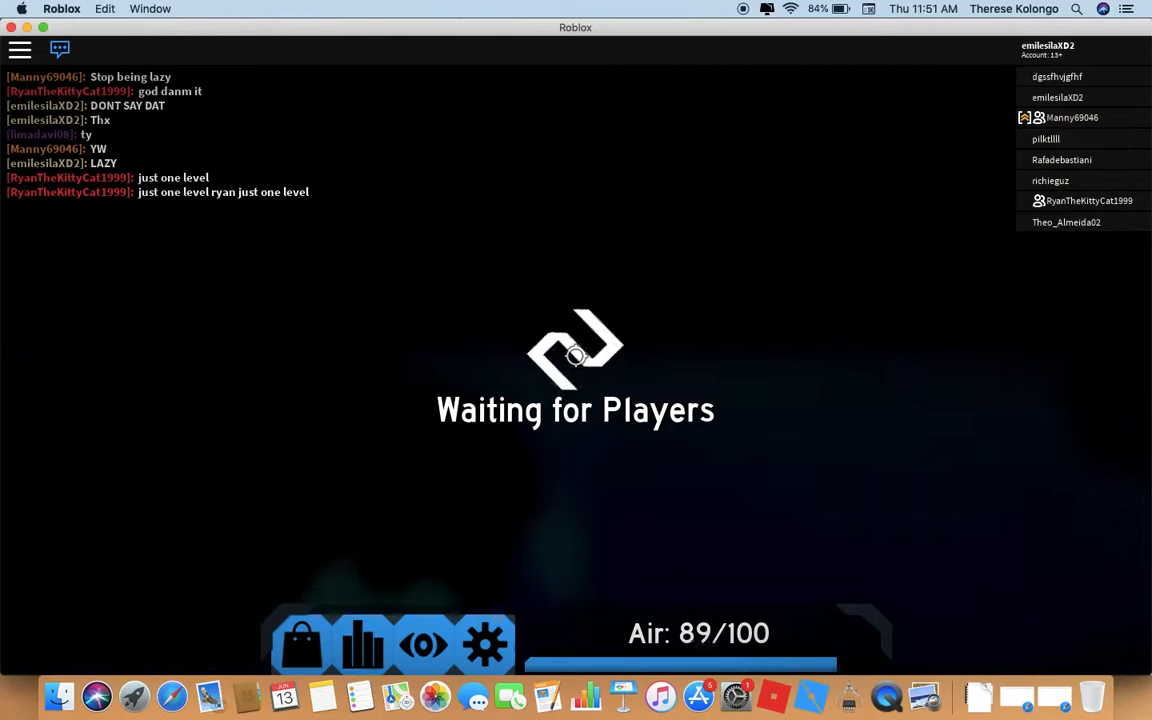 Roblox Edit Window 84% Thu 11:51 AM Therese Kolongo
Roblox
emilesilaXD2
Account: 13+
[Manny69046]: Stop being lazy
[RyanTheKittyCat1999]: god danm it
[emilesilaXD2]: DONT SAY DAT
[emilesilaXD2]: Thx
[limadavi08]: ty
[Manny69046]: YW
[emilesilaXD2]: LAZY
[RyanTheKittyCat1999]: just one level
[RyanTheKittyCat1999]: just one level ryan just one level
dgssfhvjgfhf
emilesilaXD2
Manny69046
pilktllll
Rafadebastiani
richieguz
RyanTheKittyCat1999
Theo_Almeida02
Waiting for Players
Air: 89/100
JUN
13
5
1